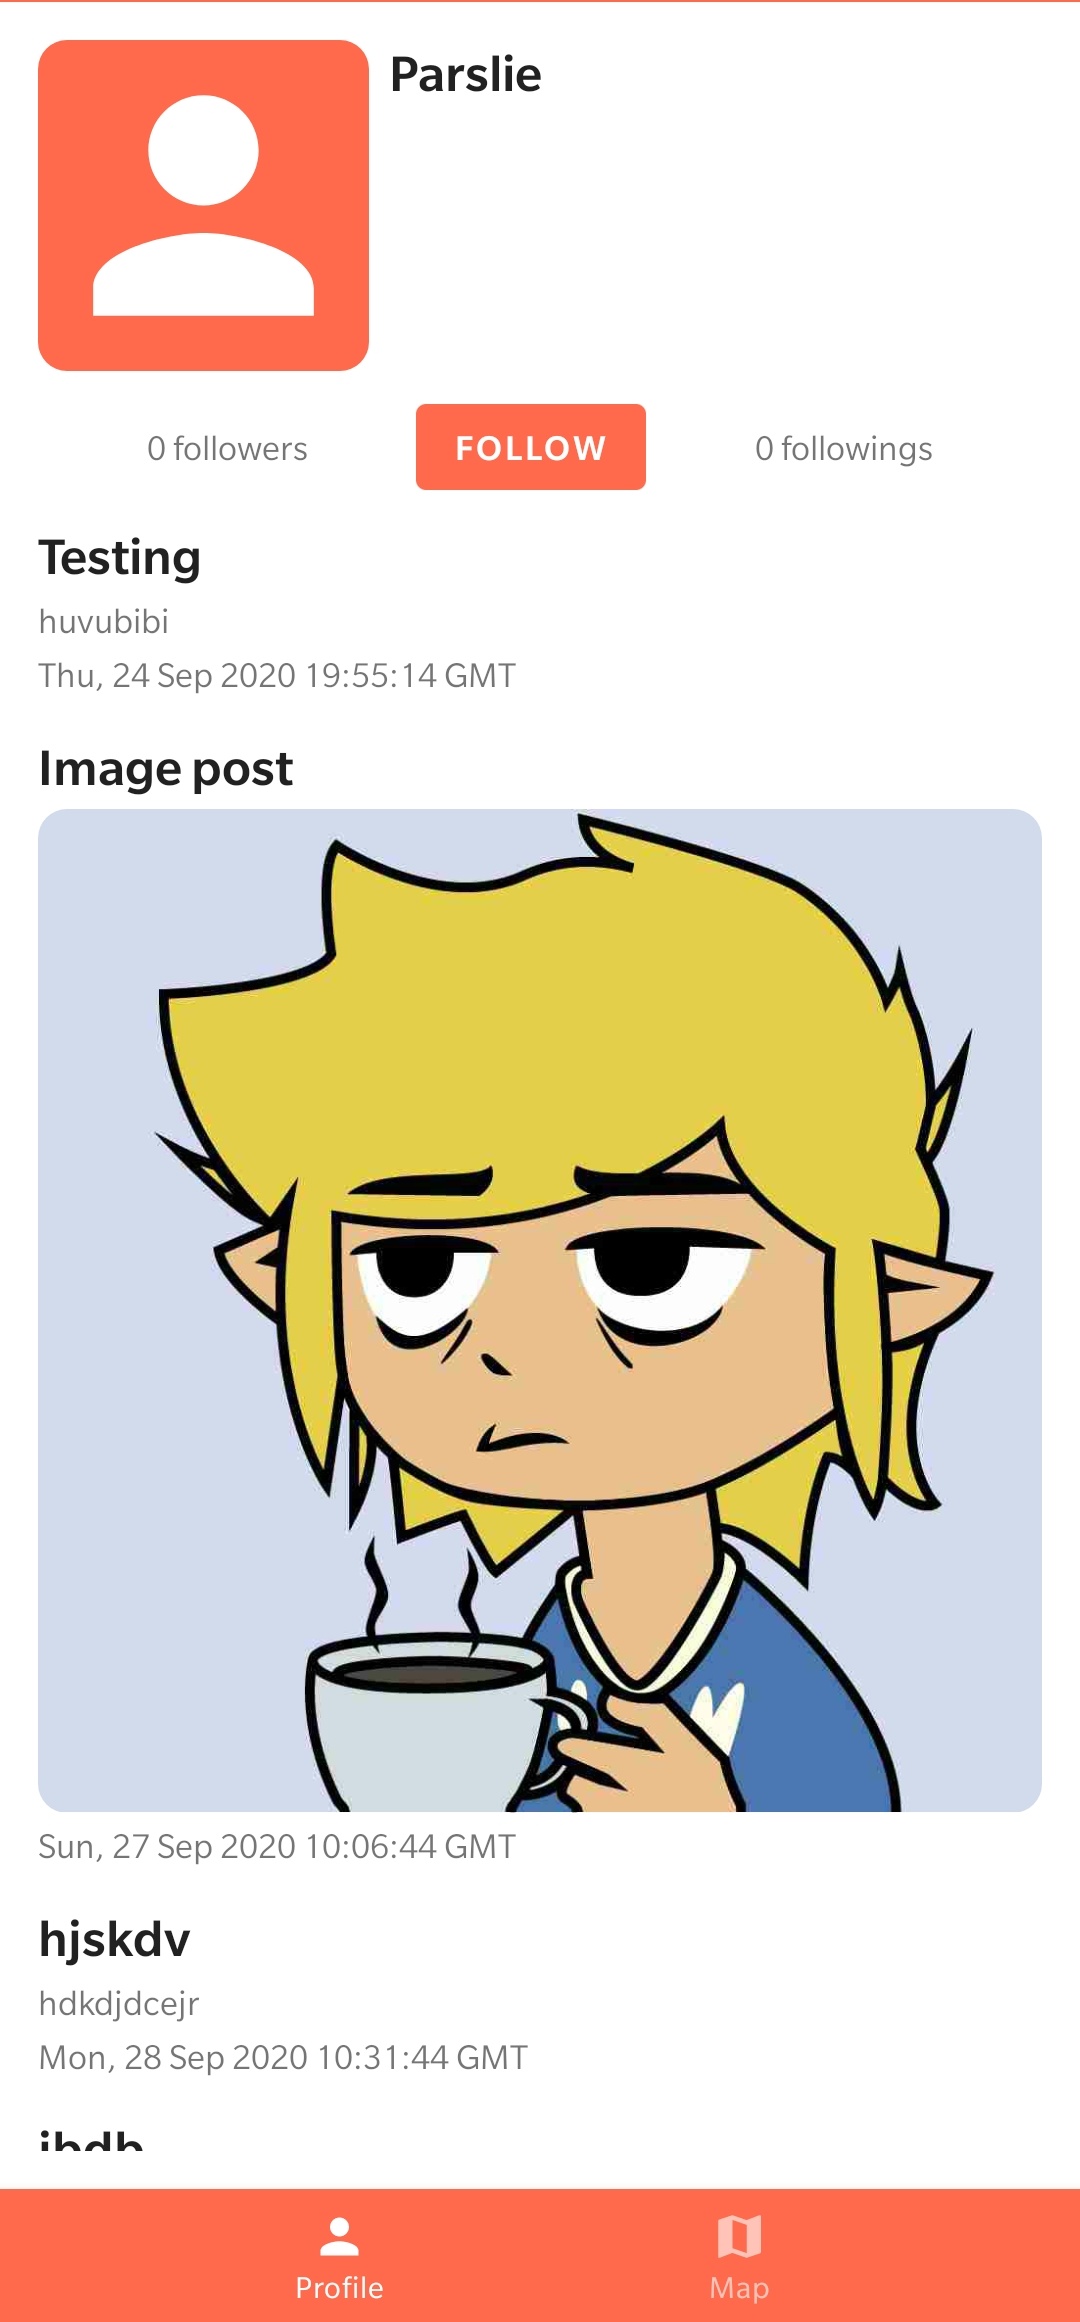 Parslie
0 followers
FOLLOW
0 followings
Testing
huvubibi
Thu, 24 Sep 2020 19:55:14 GMT
Image post
Sun, 27 Sep 2020 10:06:44 GMT
hjskdv
hdkdjdcejr
Mon, 28 Sep 2020 10:31:44 GMT
Profile
Map